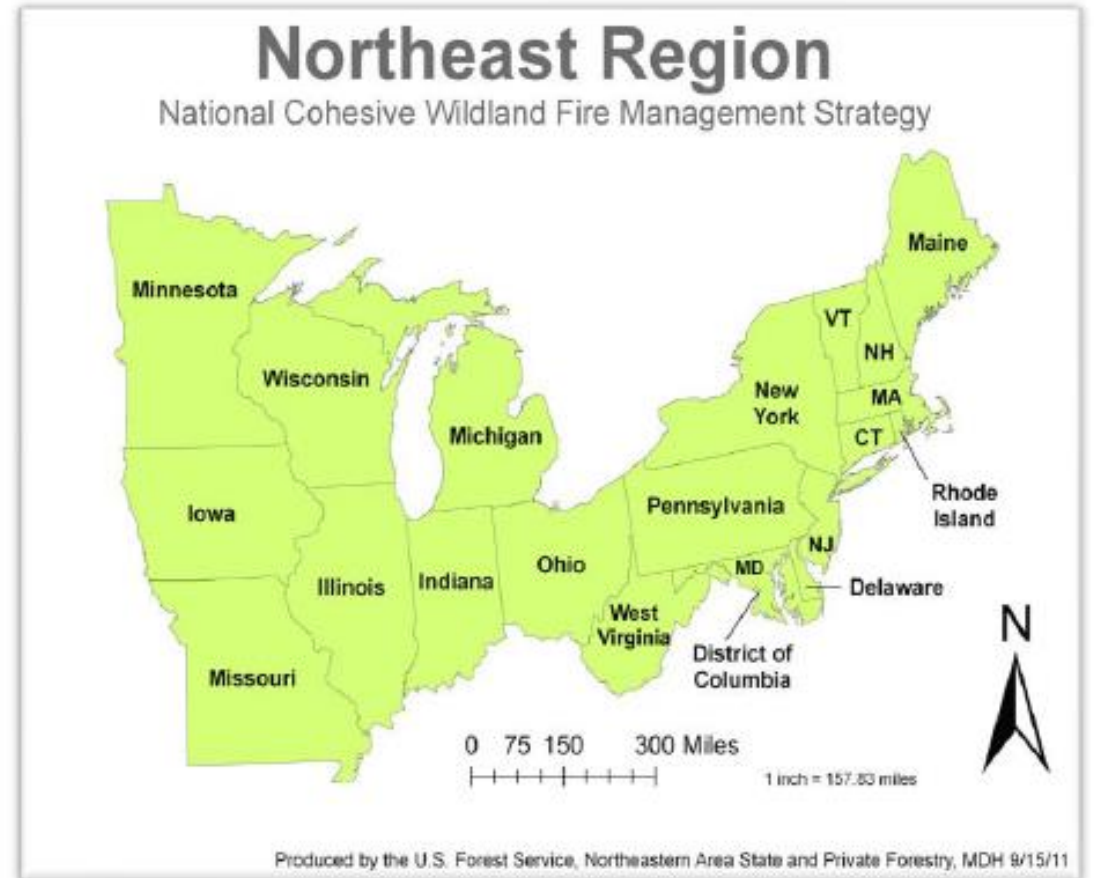 Northeast Region
National Cohesive Wildland Fire Management Strategy
Maine
Minnesota
VT
NH
Wisconsin
New
York
MA
Michigan
CT
Rhode
Island
Pennsylvania
Iowa
NJ
Ohio
MD
Illinois
Indiana
Delaware
West
Virginia
District of
Columbia
N
Missouri
0 75 150 300 Miles
1 inch = 157.83 miles
Produced by the U.S. Forest Service, Northeastern Area State and Private Forestry, MDH 9/15/11